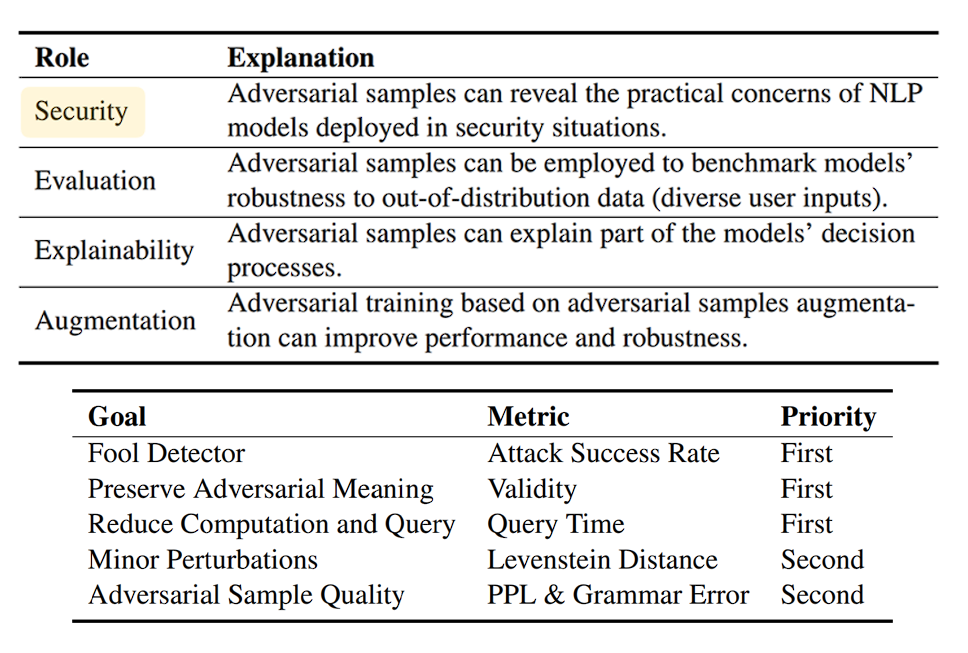 Role Explanation
Security Adversarial samples can reveal the practical concerns of NLP
models deployed in security situations.
Evaluation Adversarial samples can be employed to benchmark models’
robustness to out-of-distribution data (diverse user inputs).
Explainability Adversarial samples can explain part of the models’ decision
processes.
Augmentation Adversarial training based on adversarial samples augmenta-
tion can improve performance and robustness.
Goal Metric Priority
Fool Detector Attack Success Rate First
Preserve Adversarial Meaning Validity First
Reduce Computation and Query Query Time First
Minor Perturbations Levenstein Distance Second
Adversarial Sample Quality PPL & Grammar Error Second